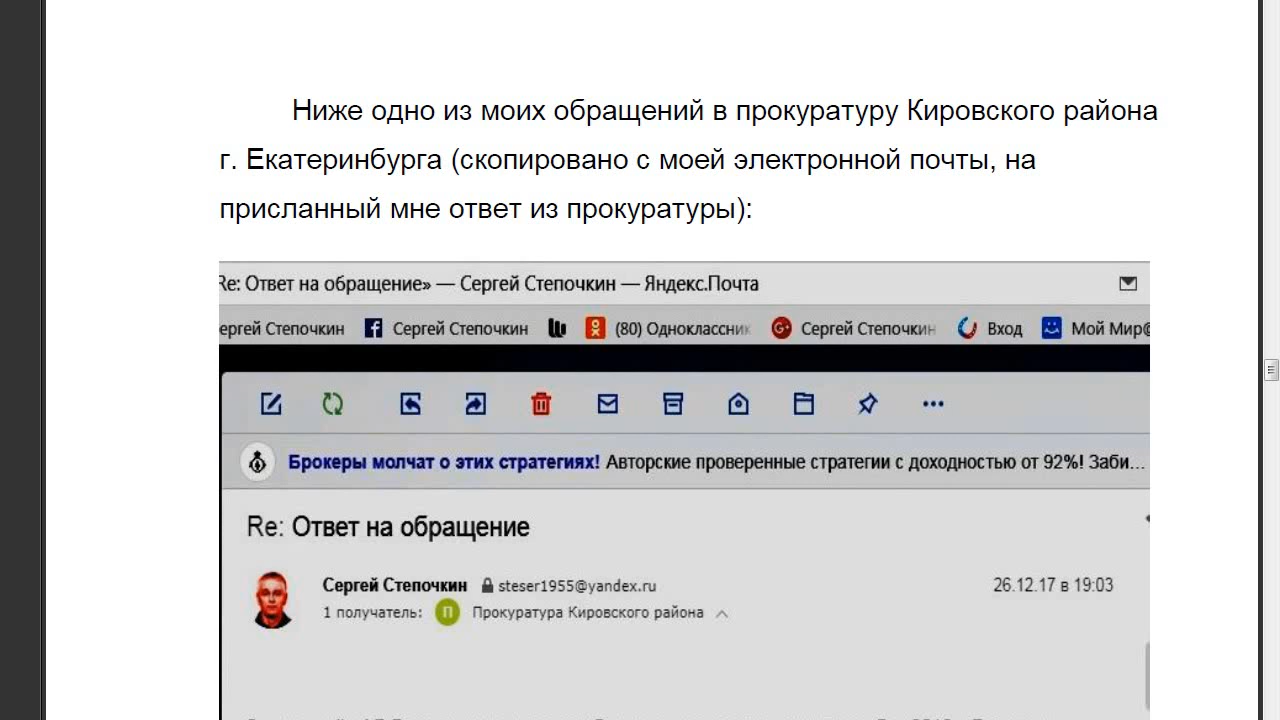 Ниже одно из моих обращений в прокуратуру Кировского района
г. Екатеринбурга (скопировано с моей электронной почты, на
присланный мне ответ из прокуратуры):
Re: Ответ на обращение» — Сергей Степочкин — Яндекс.Почта
ергей Степочкин Сергей Степочкин (80) Одноклассник Сергей Степочкин Вход Мой Мир@
Брокеры молчат о этих стратегиях! Авторские проверенные стратегии с доходностью от 92%! Заби...
Re: Ответ на обращение
Сергей Степочкин steser1955@yandex.ru 26.12.17 в 19:03
1 получатель: П Прокуратура Кировского района